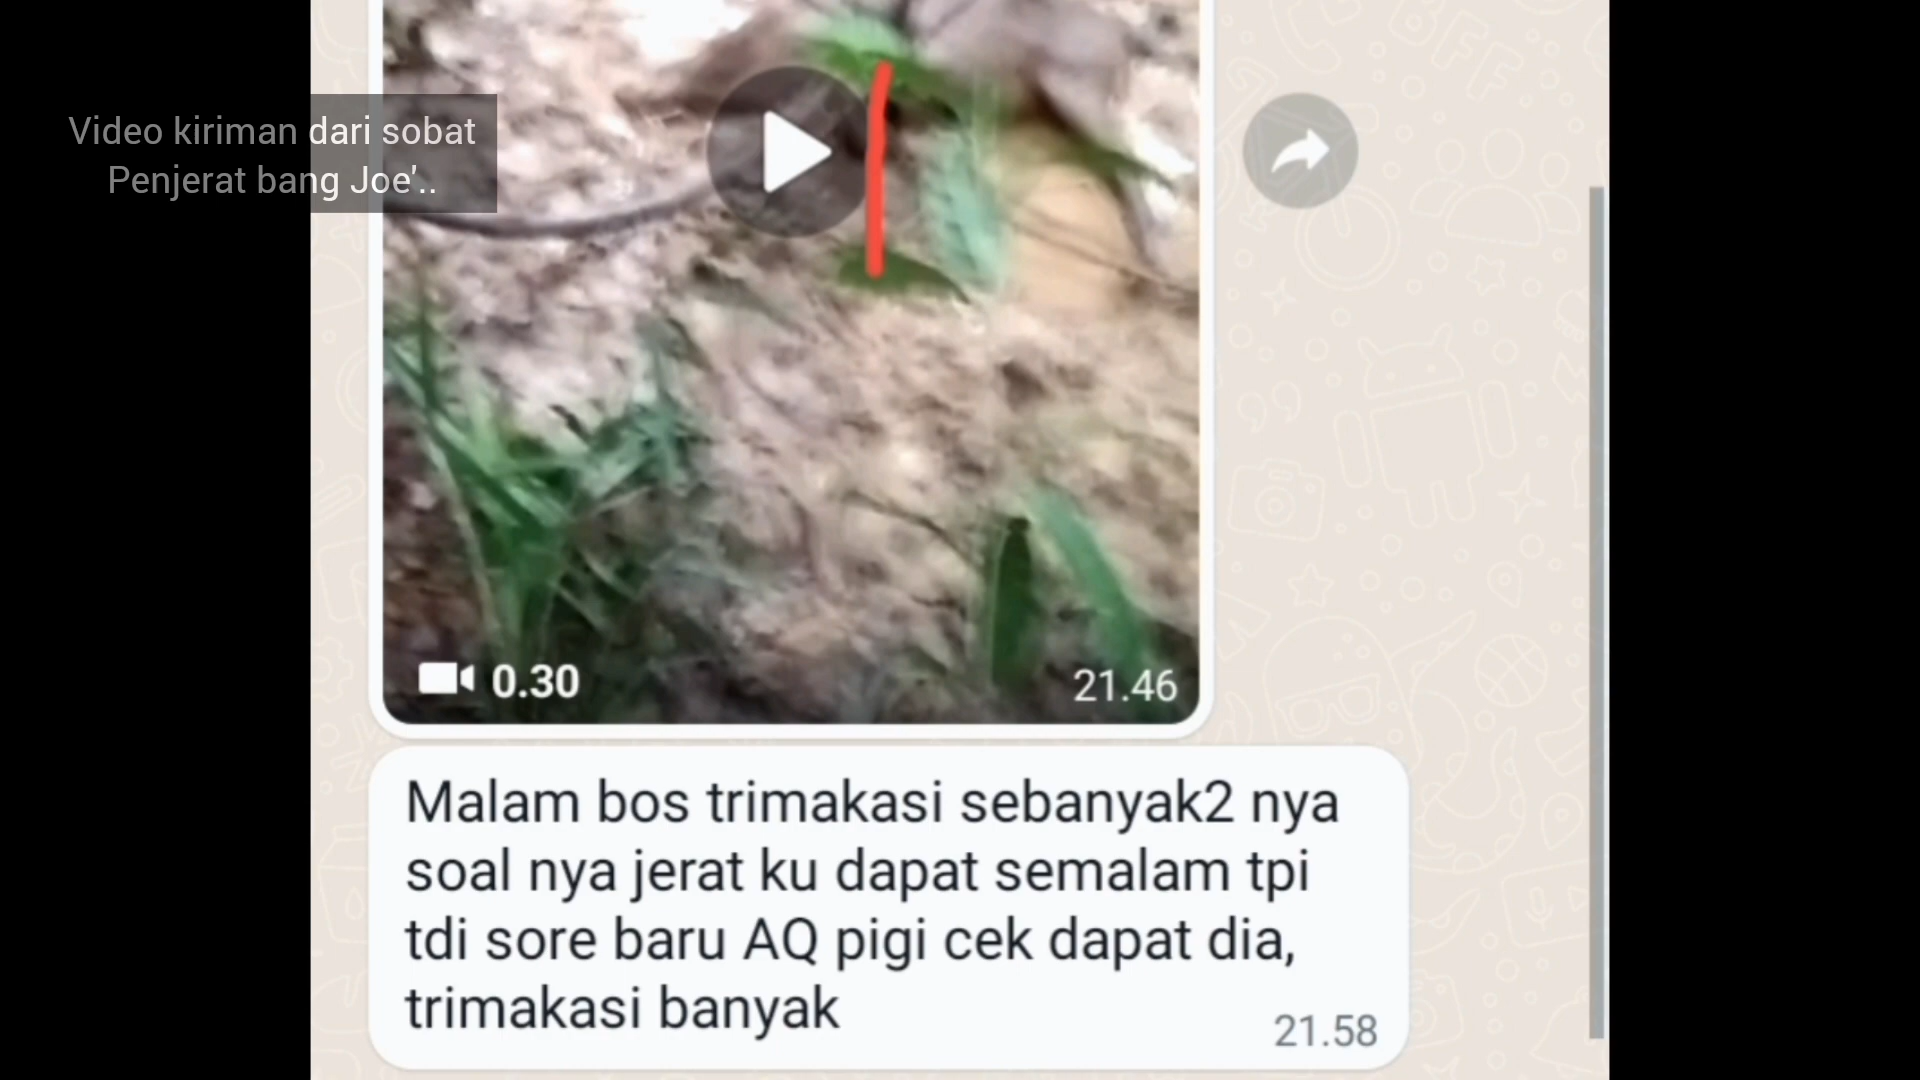 Video kiriman dari sobat
Penjerat bang Joe'..
0.30
21.46
Malam bos trimakasi sebanyak2 nya
soal nya jerat ku dapat semalam tpi
tdi sore baru AQ pigi cek dapat dia,
trimakasi banyak
21.58